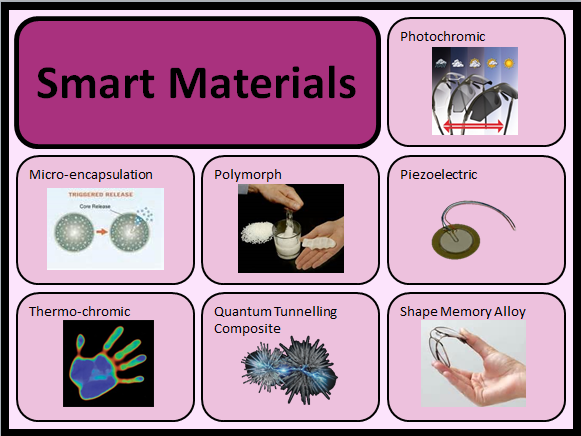 Smart Materials
Photochromic
Micro-encapsulation
TRIGGERED RELEASE
Core Release
Polymorph
Piezoelectric
Thermo-chromic
Quantum Tunnelling
Composite
Shape Memory Alloy